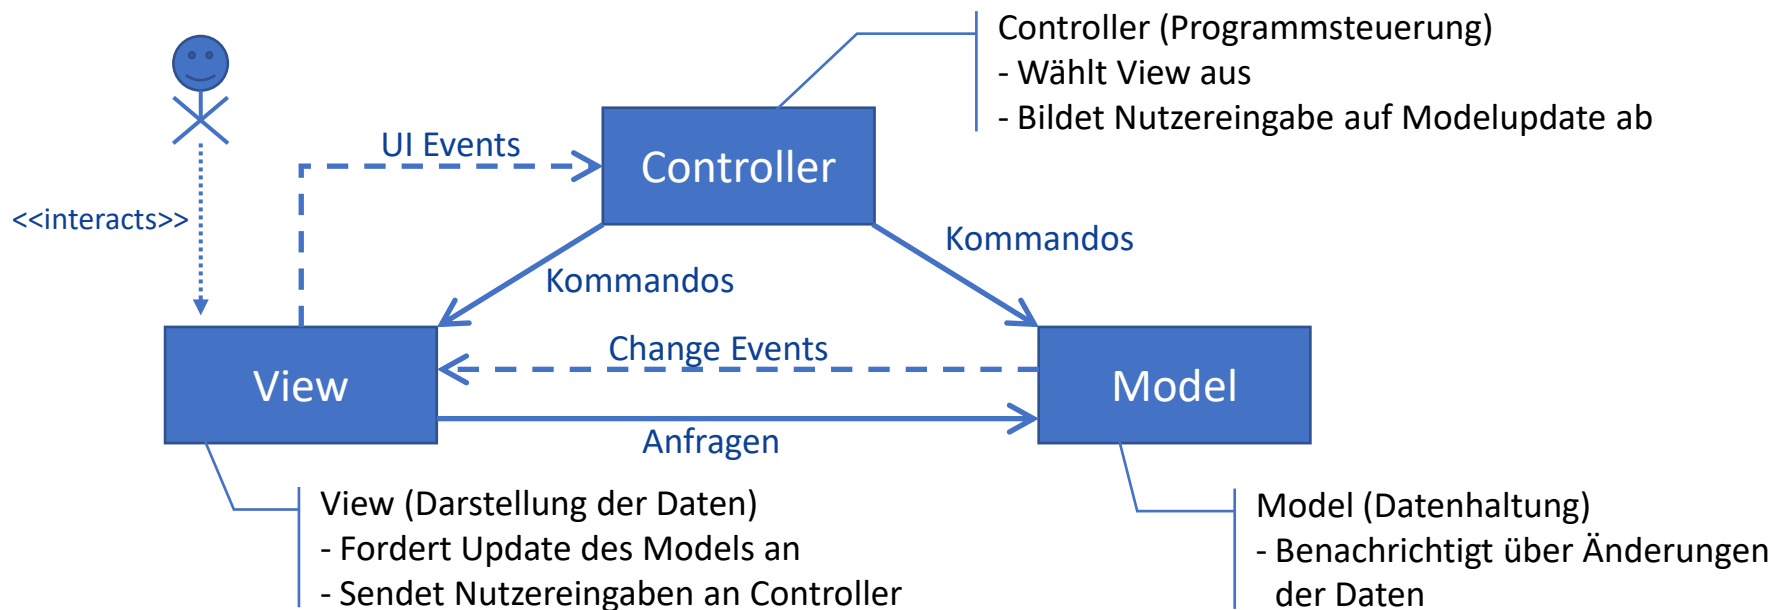 Controller (Programmsteuerung)
- Wählt View aus
- Bildet Nutzereingabe auf Modelupdate ab
UI Events
Controller
<<interacts>>
Kommandos
Kommandos
Change Events
View
Model
Anfragen
View (Darstellung der Daten)
- Fordert Update des Models an
- Sendet Nutzereingaben an Controller
Model (Datenhaltung)
- Benachrichtigt über Änderungen
der Daten